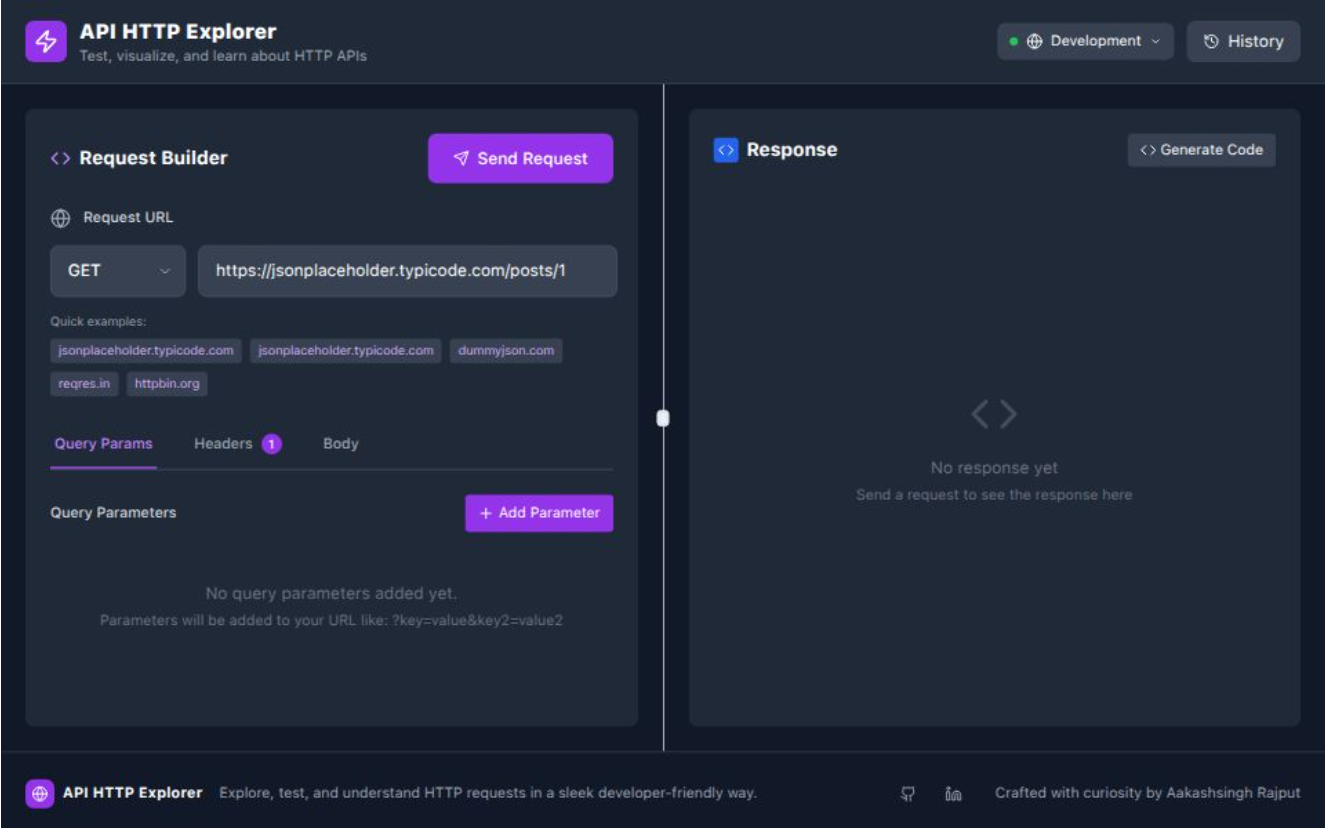 API HTTP Explorer
Test, visualize, and learn about HTTP APIs
Development
History
Request Builder
Send Request
Request URL
GET
https://jsonplaceholder.typicode.com/posts/1
Quick examples:
jsonplaceholder.typicode.com jsonplaceholder.typicode.com dummyjson.com
reqres.in httpbin.org
Query Params Headers 1 Body
Query Parameters
+ Add Parameter
No query parameters added yet.
Parameters will be added to your URL like: ?key=value&key2=value2
Response
<> Generate Code
No response yet
Send a request to see the response here
API HTTP Explorer Explore, test, and understand HTTP requests in a sleek developer-friendly way.
Crafted with curiosity by Aakashsingh Rajput